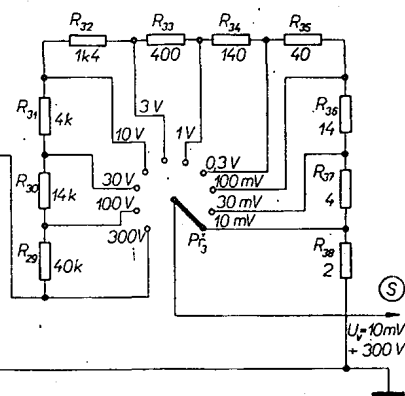 R32
1k4
R33
400
R34
140
R35
40
R31
4k
R30
14k
R29
40k
3 V
1 V
10 V
0,3 V
30 V
100 mV
100 V
30 mV
300V
10 mV
Př3
R36
14
R37
4
R38
2
S
Uv=10mV
÷ 300 V